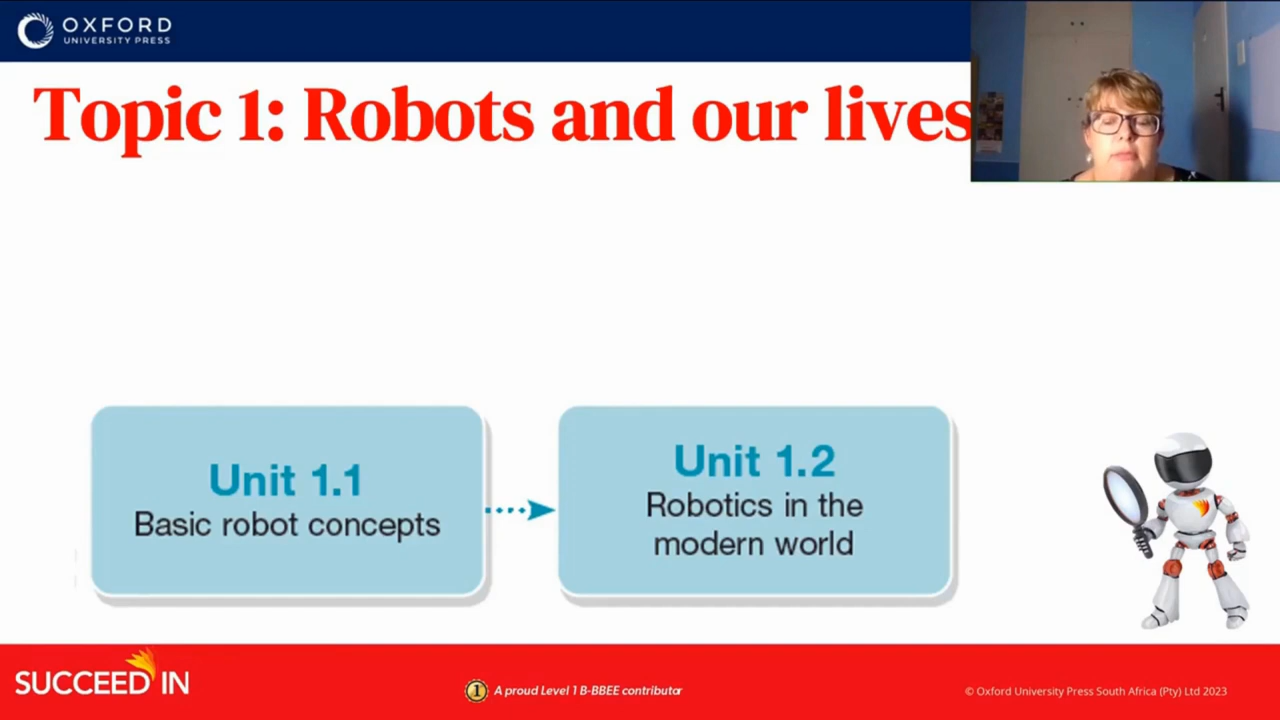 OXFORD
UNIVERSITY PRESS
Topic 1: Robots and our lives
Unit 1.1
Basic robot concepts
Unit 1.2
Robotics in the
modern world
SUCCEED IN
1
A proud Level 1 B-BBEE contributor
© Oxford University Press South Africa (Pty) Ltd 2023